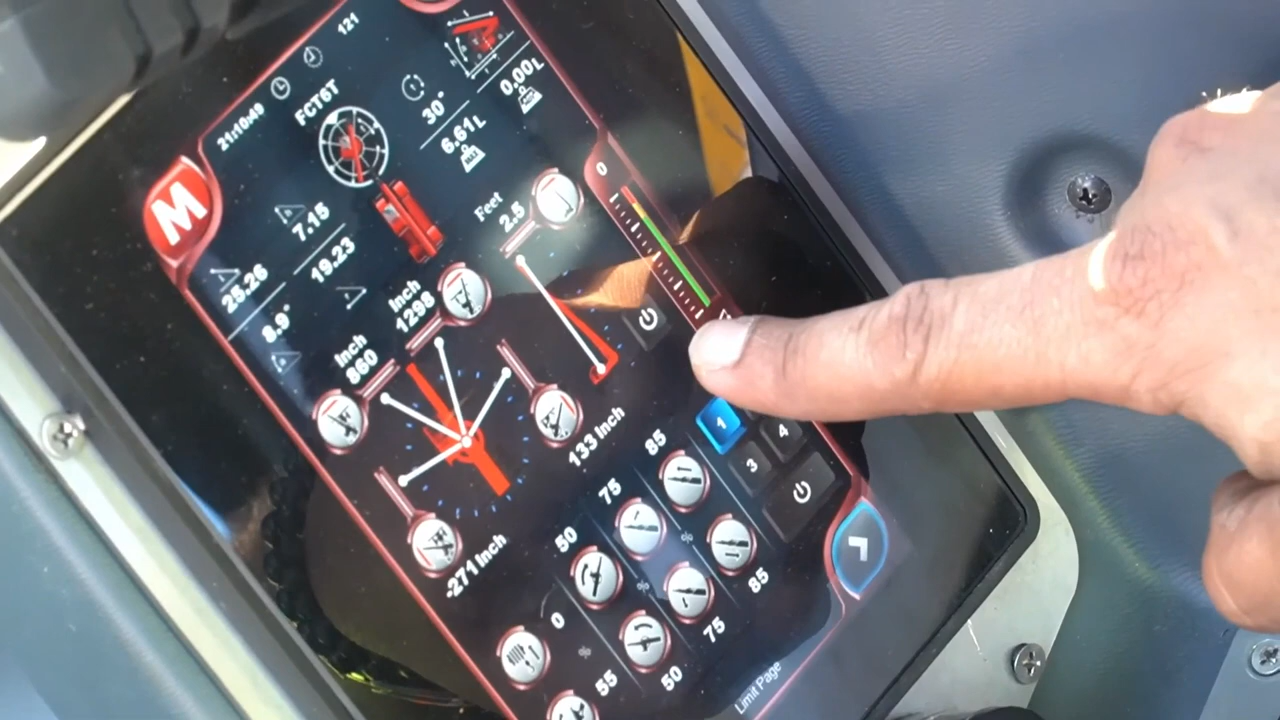 121
21:10:49
M
FCT6T
30°
0.00L
6.61L
7.15
25.26
19.23
8.9°
Feet
2.5
0
Inch
1298
Inch
860
133 Inch
-271 Inch
1
4
3
85
75
50
0
%
%
%
85
75
50
55
Limit Page